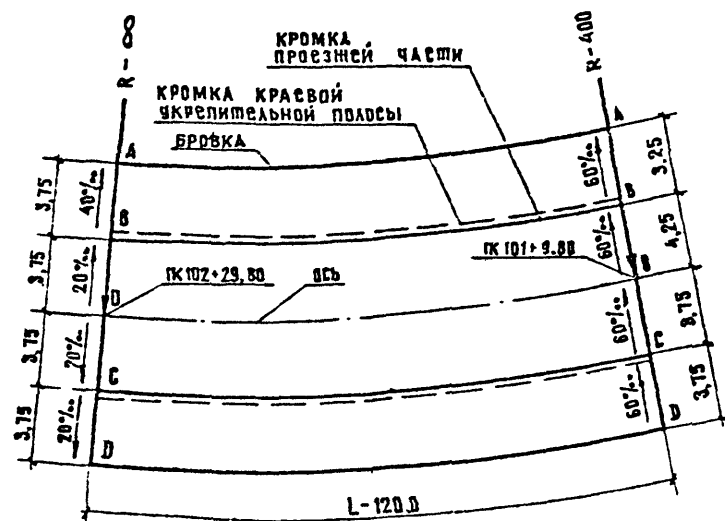 R-∞
R-400
КРОМКА
ПРОЕЗЖЕЙ ЧАСТИ
КРОМКА КРАЕВОЙ
УКРЕПИТЕЛЬНОЙ ПОЛОСЫ
БРОВКА
А
А
3,75
40‰
60‰
3.25
В
Б
3,75
20‰
ПК102+29,80
ОСЬ
ПК101+9.80
60‰
4,25
D
В
3,75
20‰
60‰
3,75
С
Г
3,75
20‰
60‰
3,75
D
D
L-120.0